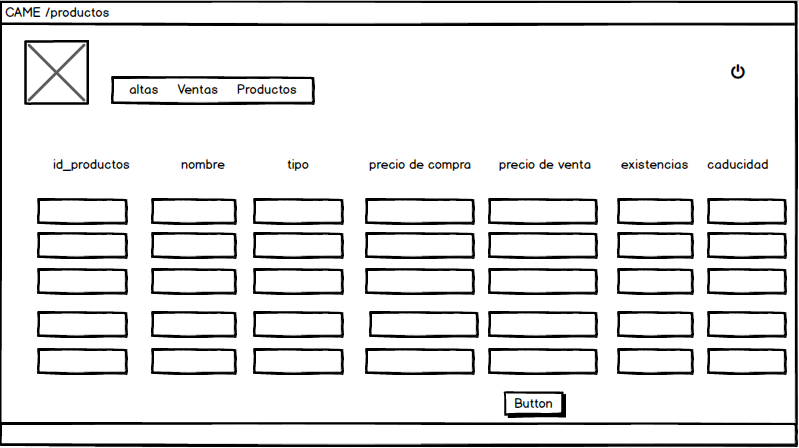 CAME /productos
altas Ventas Productos
id_productos nombre tipo precio de compra precio de venta existencias caducidad
Button